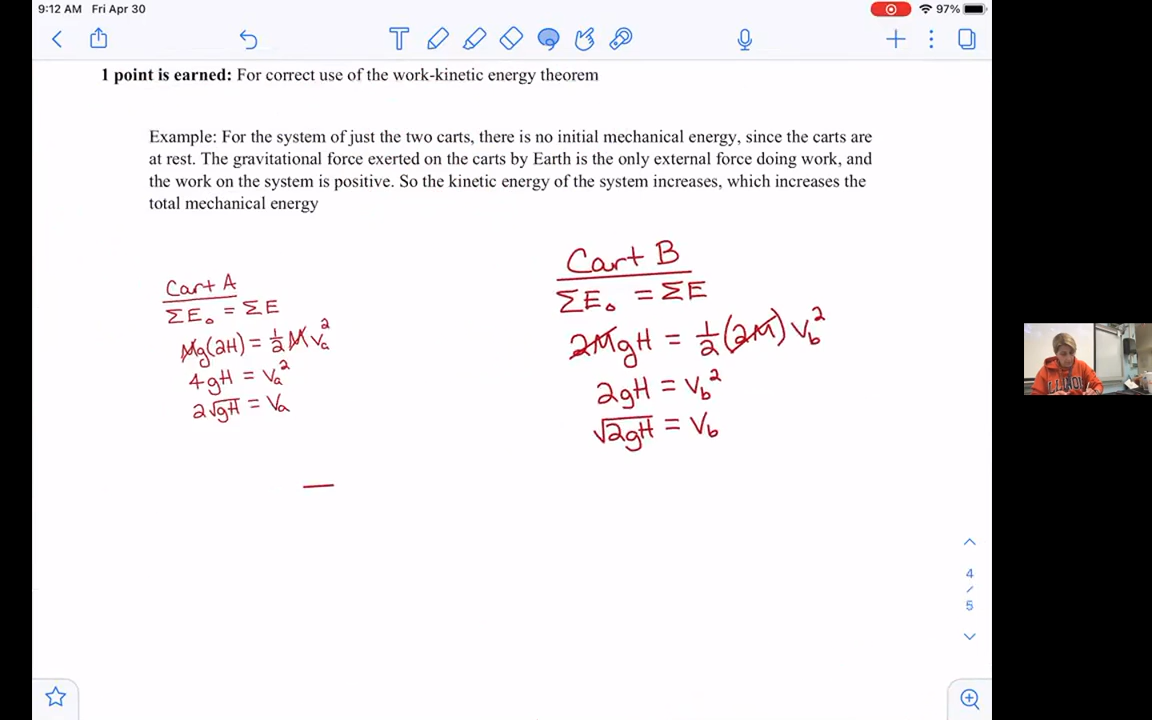 9:12 AM Fri Apr 30
97%
1 point is earned: For correct use of the work-kinetic energy theorem
Example: For the system of just the two carts, there is no initial mechanical energy, since the carts are
at rest. The gravitational force exerted on the carts by Earth is the only external force doing work, and
the work on the system is positive. So the kinetic energy of the system increases, which increases the
total mechanical energy
Cart A
ΣE₀ = ΣE
Mg(2H) = ½ M Vₐ²
4gH = Vₐ²
2√gH = Vₐ
Cart B
ΣE₀ = ΣE
2MgH = ½ (2M) V_b²
2gH = V_b²
√2gH = V_b
4
/
5